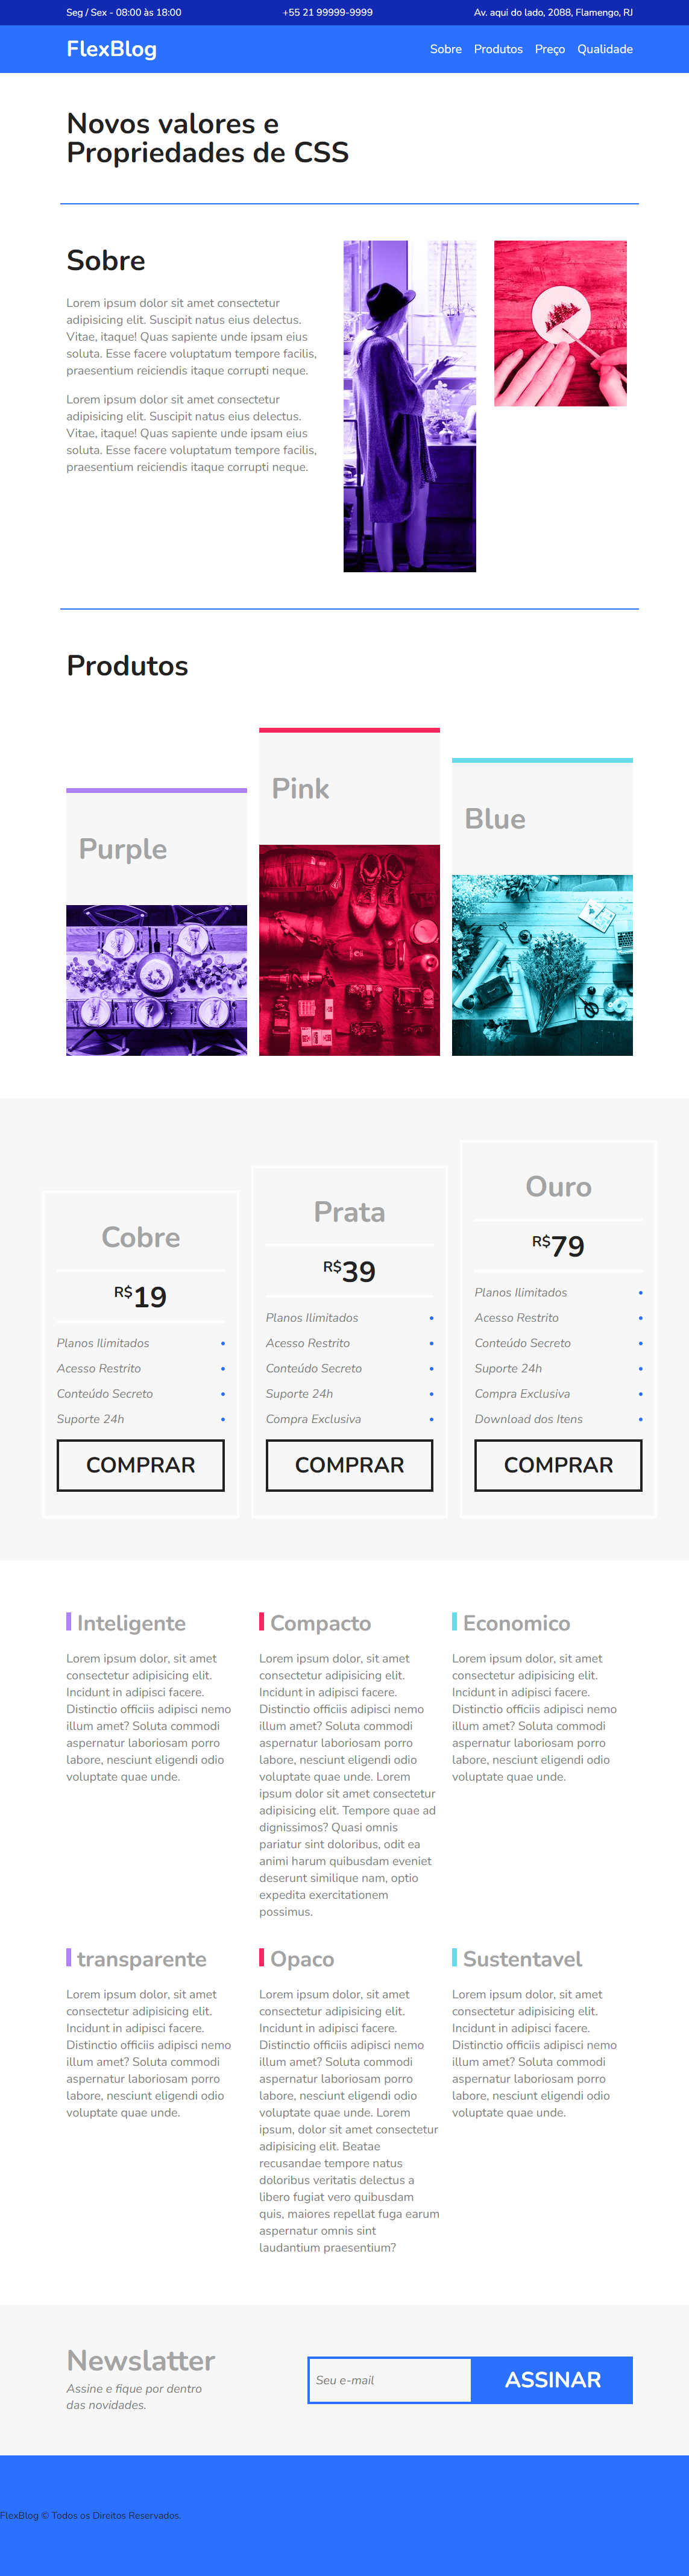 Seg / Sex - 08:00 às 18:00
+55 21 99999-9999
Av. aqui do lado, 2088, Flamengo, RJ
FlexBlog
Sobre Produtos Preço Qualidade
Novos valores e
Propriedades de CSS
Sobre
Lorem ipsum dolor sit amet consectetur
adipisicing elit. Suscipit natus eius delectus.
Vitae, itaque! Quas sapiente unde ipsam eius
soluta. Esse facere voluptatum tempore facilis,
praesentium reiciendis itaque corrupti neque.
Lorem ipsum dolor sit amet consectetur
adipisicing elit. Suscipit natus eius delectus.
Vitae, itaque! Quas sapiente unde ipsam eius
soluta. Esse facere voluptatum tempore facilis,
praesentium reiciendis itaque corrupti neque.
Produtos
Purple
Pink
Blue
Cobre
R$19
Planos Ilimitados
Acesso Restrito
Conteúdo Secreto
Suporte 24h
COMPRAR
Prata
R$39
Planos Ilimitados
Acesso Restrito
Conteúdo Secreto
Suporte 24h
Compra Exclusiva
COMPRAR
Ouro
R$79
Planos Ilimitados
Acesso Restrito
Conteúdo Secreto
Suporte 24h
Compra Exclusiva
Download dos Itens
COMPRAR
Inteligente
Lorem ipsum dolor, sit amet
consectetur adipisicing elit.
Incidunt in adipisci facere.
Distinctio officiis adipisci nemo
illum amet? Soluta commodi
aspernatur laboriosam porro
labore, nesciunt eligendi odio
voluptate quae unde.
Compacto
Lorem ipsum dolor, sit amet
consectetur adipisicing elit.
Incidunt in adipisci facere.
Distinctio officiis adipisci nemo
illum amet? Soluta commodi
aspernatur laboriosam porro
labore, nesciunt eligendi odio
voluptate quae unde. Lorem
ipsum dolor sit amet consectetur
adipisicing elit. Tempore quae ad
dignissimos? Quasi omnis
pariatur sint doloribus, odit ea
animi harum quibusdam eveniet
deserunt similique nam, optio
expedita exercitationem
possimus.
Economico
Lorem ipsum dolor, sit amet
consectetur adipisicing elit.
Incidunt in adipisci facere.
Distinctio officiis adipisci nemo
illum amet? Soluta commodi
aspernatur laboriosam porro
labore, nesciunt eligendi odio
voluptate quae unde.
transparente
Lorem ipsum dolor, sit amet
consectetur adipisicing elit.
Incidunt in adipisci facere.
Distinctio officiis adipisci nemo
illum amet? Soluta commodi
aspernatur laboriosam porro
labore, nesciunt eligendi odio
voluptate quae unde.
Opaco
Lorem ipsum dolor, sit amet
consectetur adipisicing elit.
Incidunt in adipisci facere.
Distinctio officiis adipisci nemo
illum amet? Soluta commodi
aspernatur laboriosam porro
labore, nesciunt eligendi odio
voluptate quae unde. Lorem
ipsum, dolor sit amet consectetur
adipisicing elit. Beatae
recusandae tempore natus
doloribus veritatis delectus a
libero fugiat vero quibusdam
quis, maiores repellat fuga earum
aspernatur omnis sint
laudantium praesentium?
Sustentavel
Lorem ipsum dolor, sit amet
consectetur adipisicing elit.
Incidunt in adipisci facere.
Distinctio officiis adipisci nemo
illum amet? Soluta commodi
aspernatur laboriosam porro
labore, nesciunt eligendi odio
voluptate quae unde.
Newslatter
Assine e fique por dentro
das novidades.
Seu e-mail
ASSINAR
FlexBlog © Todos os Direitos Reservados.